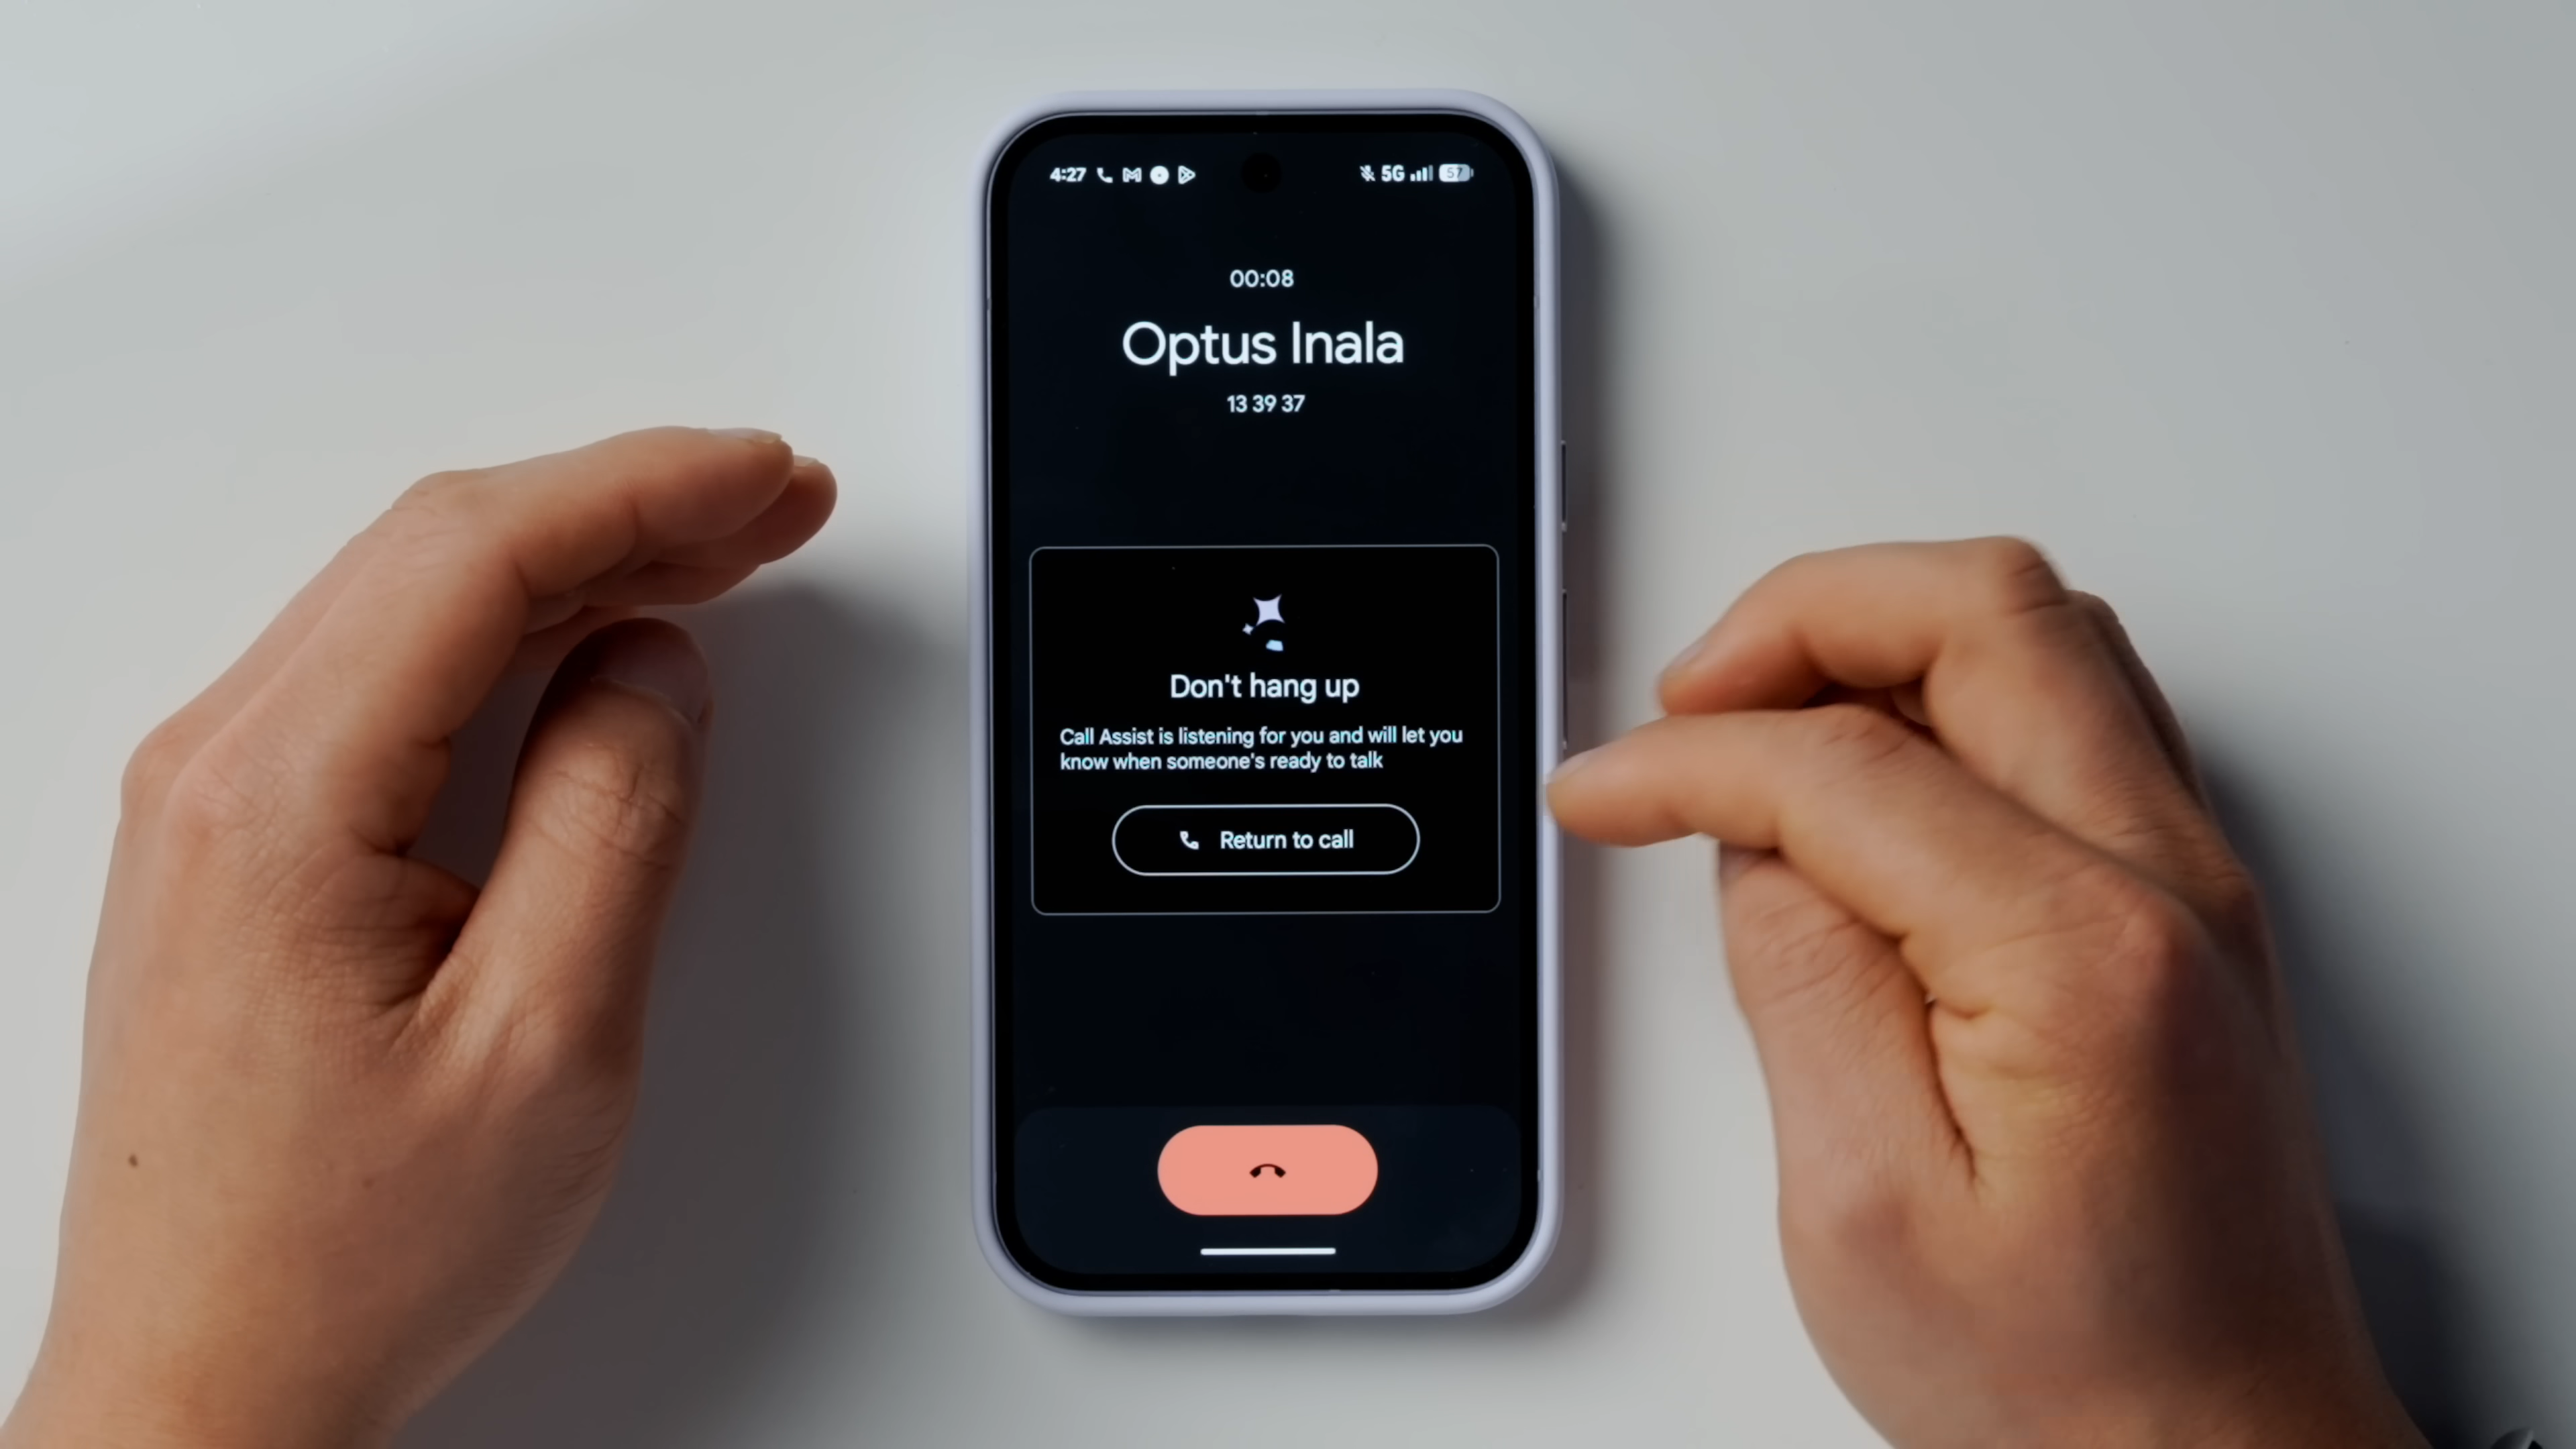 4:27 5G 57
00:08
Optus Inala
13 39 37
Don't hang up
Call Assist is listening for you and will let you
know when someone's ready to talk
Return to call